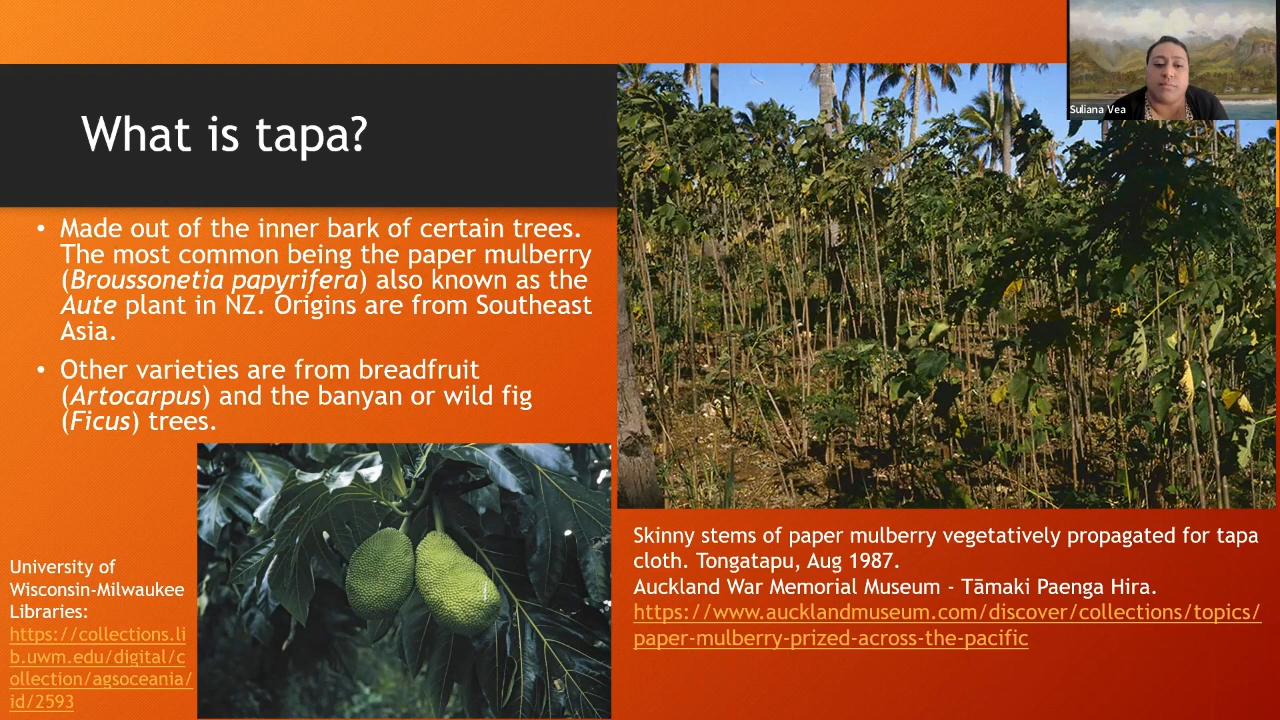 What is tapa?
• Made out of the inner bark of certain trees.
The most common being the paper mulberry
(Broussonetia papyrifera) also known as the
Aute plant in NZ. Origins are from Southeast
Asia.
• Other varieties are from breadfruit
(Artocarpus) and the banyan or wild fig
(Ficus) trees.
University of
Wisconsin-Milwaukee
Libraries:
https://collections.li
b.uwm.edu/digital/c
ollection/agsoceania/
id/2593
Skinny stems of paper mulberry vegetatively propagated for tapa
cloth. Tongatapu, Aug 1987.
Auckland War Memorial Museum - Tāmaki Paenga Hira.
https://www.aucklandmuseum.com/discover/collections/topics/
paper-mulberry-prized-across-the-pacific
Suliana Vea